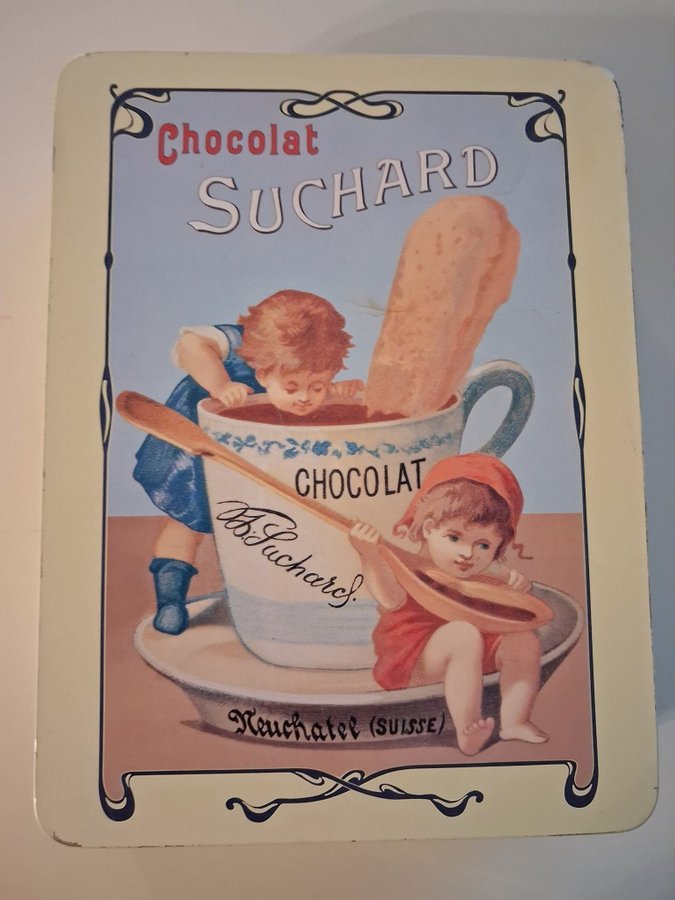 Chocolat
SUCHARD
CHOCOLAT
Ph. Suchard.
Neuchatel (SUISSE)